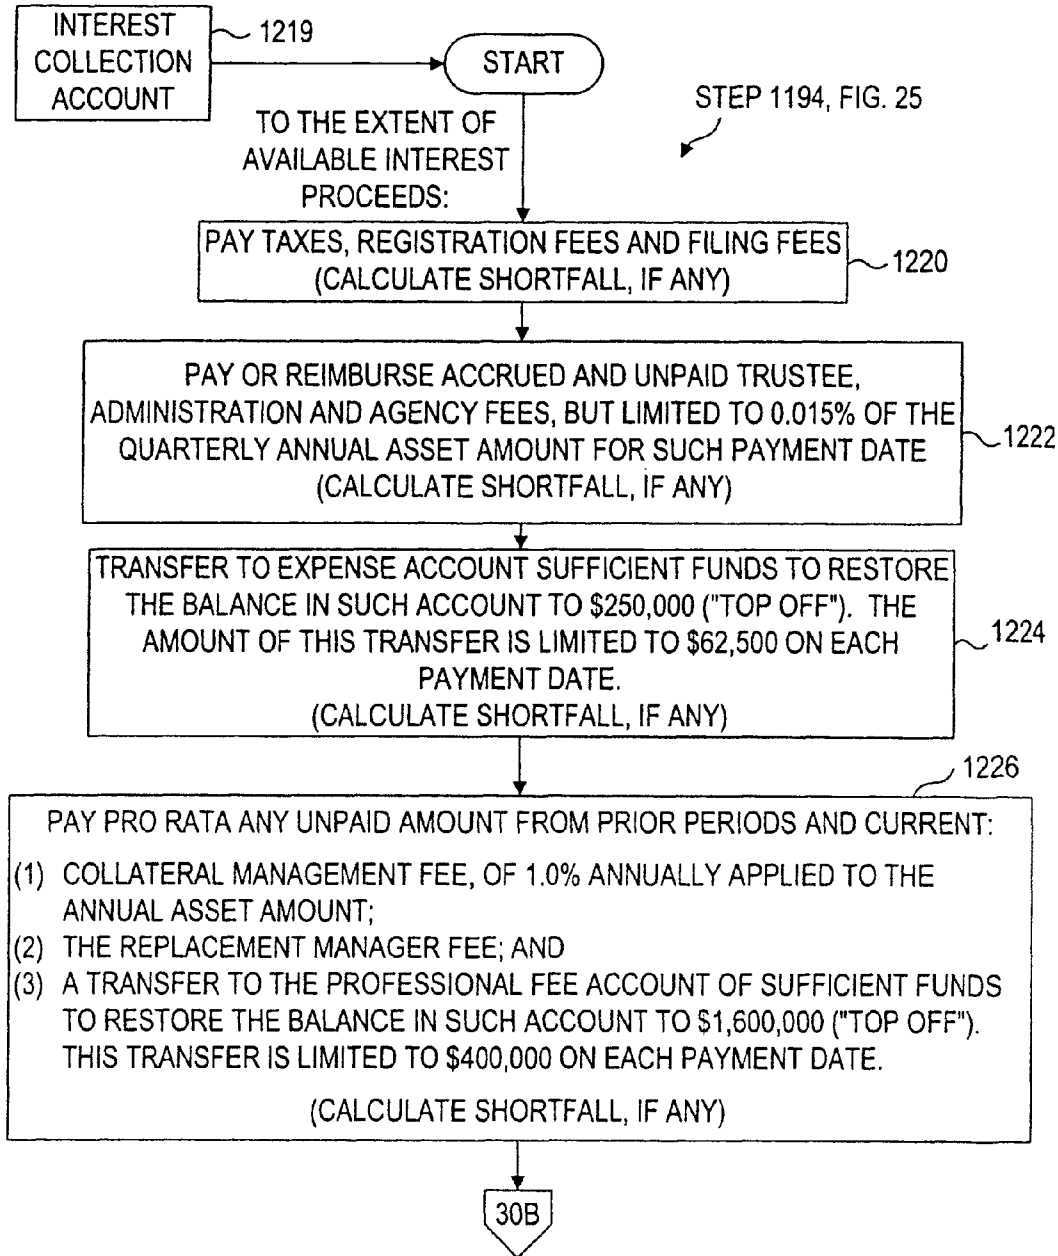 INTEREST
COLLECTION
ACCOUNT
1219
START
STEP 1194, FIG. 25
TO THE EXTENT OF
AVAILABLE INTEREST
PROCEEDS:
PAY TAXES, REGISTRATION FEES AND FILING FEES
(CALCULATE SHORTFALL, IF ANY)
1220
PAY OR REIMBURSE ACCRUED AND UNPAID TRUSTEE,
ADMINISTRATION AND AGENCY FEES, BUT LIMITED TO 0.015% OF THE
QUARTERLY ANNUAL ASSET AMOUNT FOR SUCH PAYMENT DATE
(CALCULATE SHORTFALL, IF ANY)
1222
TRANSFER TO EXPENSE ACCOUNT SUFFICIENT FUNDS TO RESTORE
THE BALANCE IN SUCH ACCOUNT TO $250,000 ("TOP OFF"). THE
AMOUNT OF THIS TRANSFER IS LIMITED TO $62,500 ON EACH
PAYMENT DATE.
(CALCULATE SHORTFALL, IF ANY)
1224
1226
PAY PRO RATA ANY UNPAID AMOUNT FROM PRIOR PERIODS AND CURRENT:
(1) COLLATERAL MANAGEMENT FEE, OF 1.0% ANNUALLY APPLIED TO THE
ANNUAL ASSET AMOUNT;
(2) THE REPLACEMENT MANAGER FEE; AND
(3) A TRANSFER TO THE PROFESSIONAL FEE ACCOUNT OF SUFFICIENT FUNDS
TO RESTORE THE BALANCE IN SUCH ACCOUNT TO $1,600,000 ("TOP OFF").
THIS TRANSFER IS LIMITED TO $400,000 ON EACH PAYMENT DATE.
(CALCULATE SHORTFALL, IF ANY)
30B